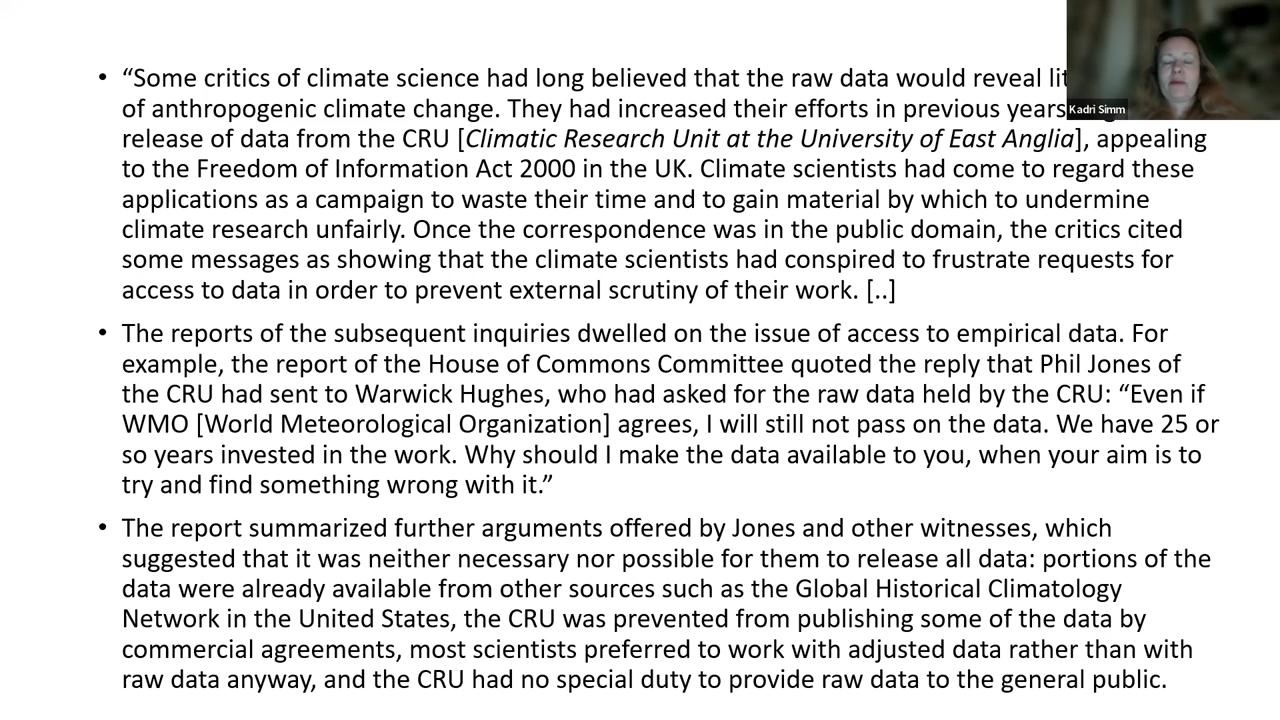 • “Some critics of climate science had long believed that the raw data would reveal
of anthropogenic climate change. They had increased their efforts in previous years
Kadri Simm
release of data from the CRU [Climatic Research Unit at the University of East Anglia], appealing
to the Freedom of Information Act 2000 in the UK. Climate scientists had come to regard these
applications as a campaign to waste their time and to gain material by which to undermine
climate research unfairly. Once the correspondence was in the public domain, the critics cited
some messages as showing that the climate scientists had conspired to frustrate requests for
access to data in order to prevent external scrutiny of their work. [..]
• The reports of the subsequent inquiries dwelled on the issue of access to empirical data. For
example, the report of the House of Commons Committee quoted the reply that Phil Jones of
the CRU had sent to Warwick Hughes, who had asked for the raw data held by the CRU: “Even if
WMO [World Meteorological Organization] agrees, I will still not pass on the data. We have 25 or
so years invested in the work. Why should I make the data available to you, when your aim is to
try and find something wrong with it.”
• The report summarized further arguments offered by Jones and other witnesses, which
suggested that it was neither necessary nor possible for them to release all data: portions of the
data were already available from other sources such as the Global Historical Climatology
Network in the United States, the CRU was prevented from publishing some of the data by
commercial agreements, most scientists preferred to work with adjusted data rather than with
raw data anyway, and the CRU had no special duty to provide raw data to the general public.